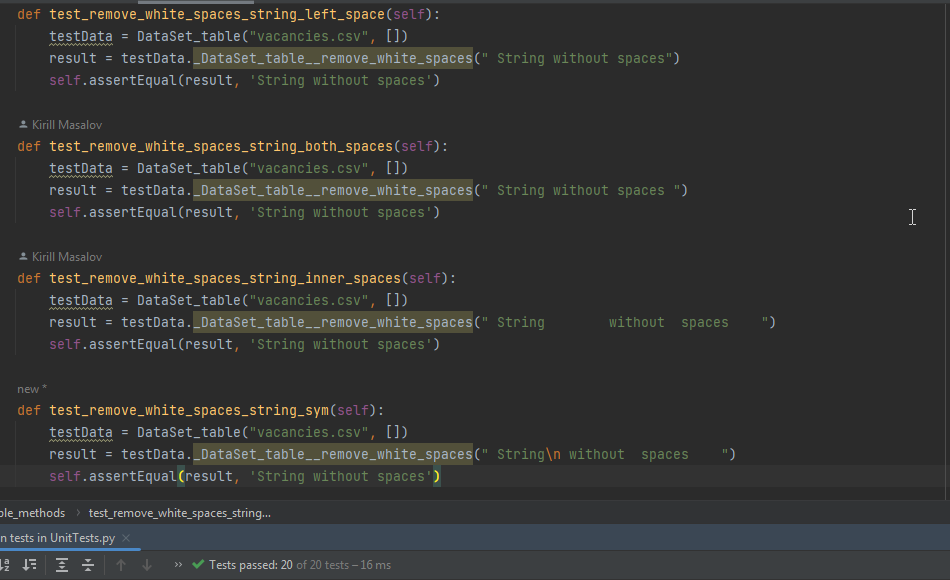 def test_remove_white_spaces_string_left_space(self):
    testData = DataSet_table("vacancies.csv", [])
    result = testData._DataSet_table__remove_white_spaces(" String without spaces")
    self.assertEqual(result, 'String without spaces')
Kirill Masalov
def test_remove_white_spaces_string_both_spaces(self):
    testData = DataSet_table("vacancies.csv", [])
    result = testData._DataSet_table__remove_white_spaces(" String without spaces ")
    self.assertEqual(result, 'String without spaces')
Kirill Masalov
def test_remove_white_spaces_string_inner_spaces(self):
    testData = DataSet_table("vacancies.csv", [])
    result = testData._DataSet_table__remove_white_spaces(" String        without  spaces    ")
    self.assertEqual(result, 'String without spaces')
new *
def test_remove_white_spaces_string_sym(self):
    testData = DataSet_table("vacancies.csv", [])
    result = testData._DataSet_table__remove_white_spaces(" String\n without  spaces    ")
    self.assertEqual(result, 'String without spaces')
ble_methods > test_remove_white_spaces_string...
n tests in UnitTests.py ×
» Tests passed: 20 of 20 tests – 16 ms